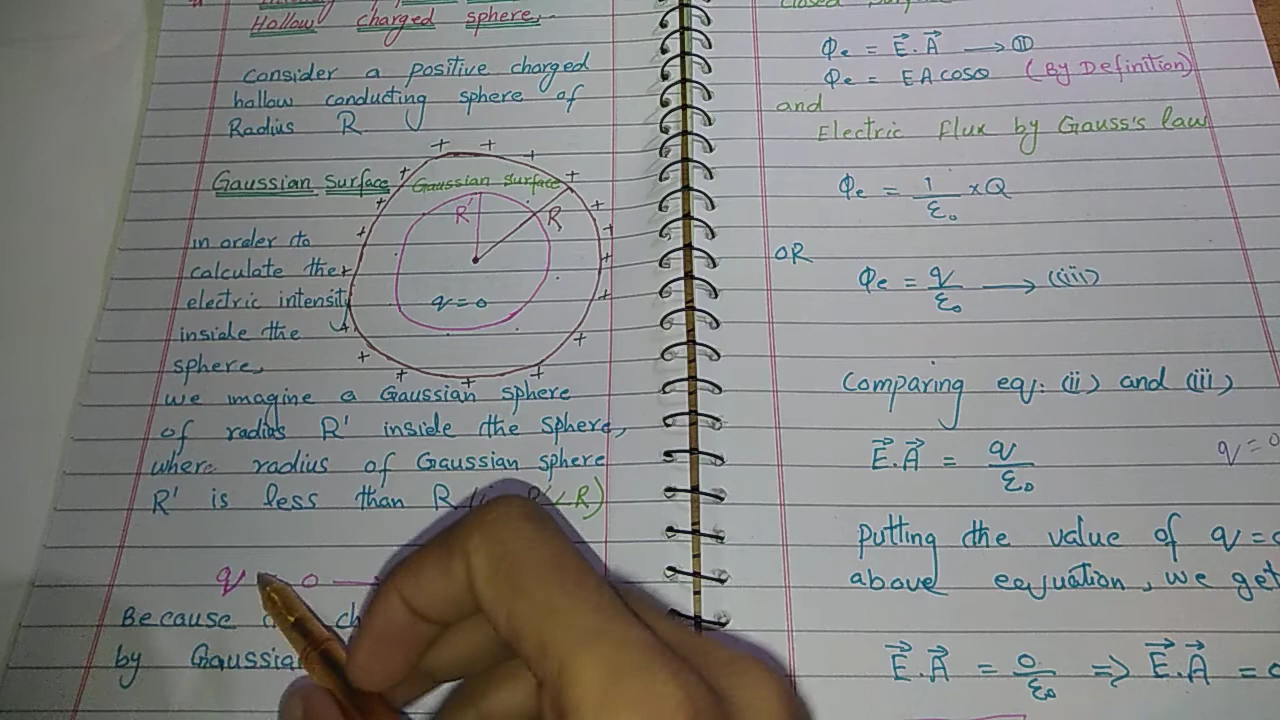 Hollow charged sphere.
Consider a positive charged
hollow conducting sphere of
Radius R
Gaussian Surface
Gaussian Surface
R'
R
q = 0
in order to
calculate the
electric intensity
inside the
sphere,
we imagine a Gaussian sphere
of radius R' inside the sphere,
where radius of Gaussian sphere
R' is less than R
R)
q
0 →
Because
ch
by Gaussian
Closed
Φe = E⃗.A⃗ → (i)
Φe = EAcosθ (By Definition)
and
Electric Flux by Gauss's law
Φe = 1/ε₀ × Q
OR
Φe = q/ε₀ → (iii)
Comparing eq: (ii) and (iii)
E⃗.A⃗ = q/ε₀
q = 0
putting the value of q =
above equation, we get
E⃗.A⃗ = 0/ε₀ => E⃗.A⃗ =